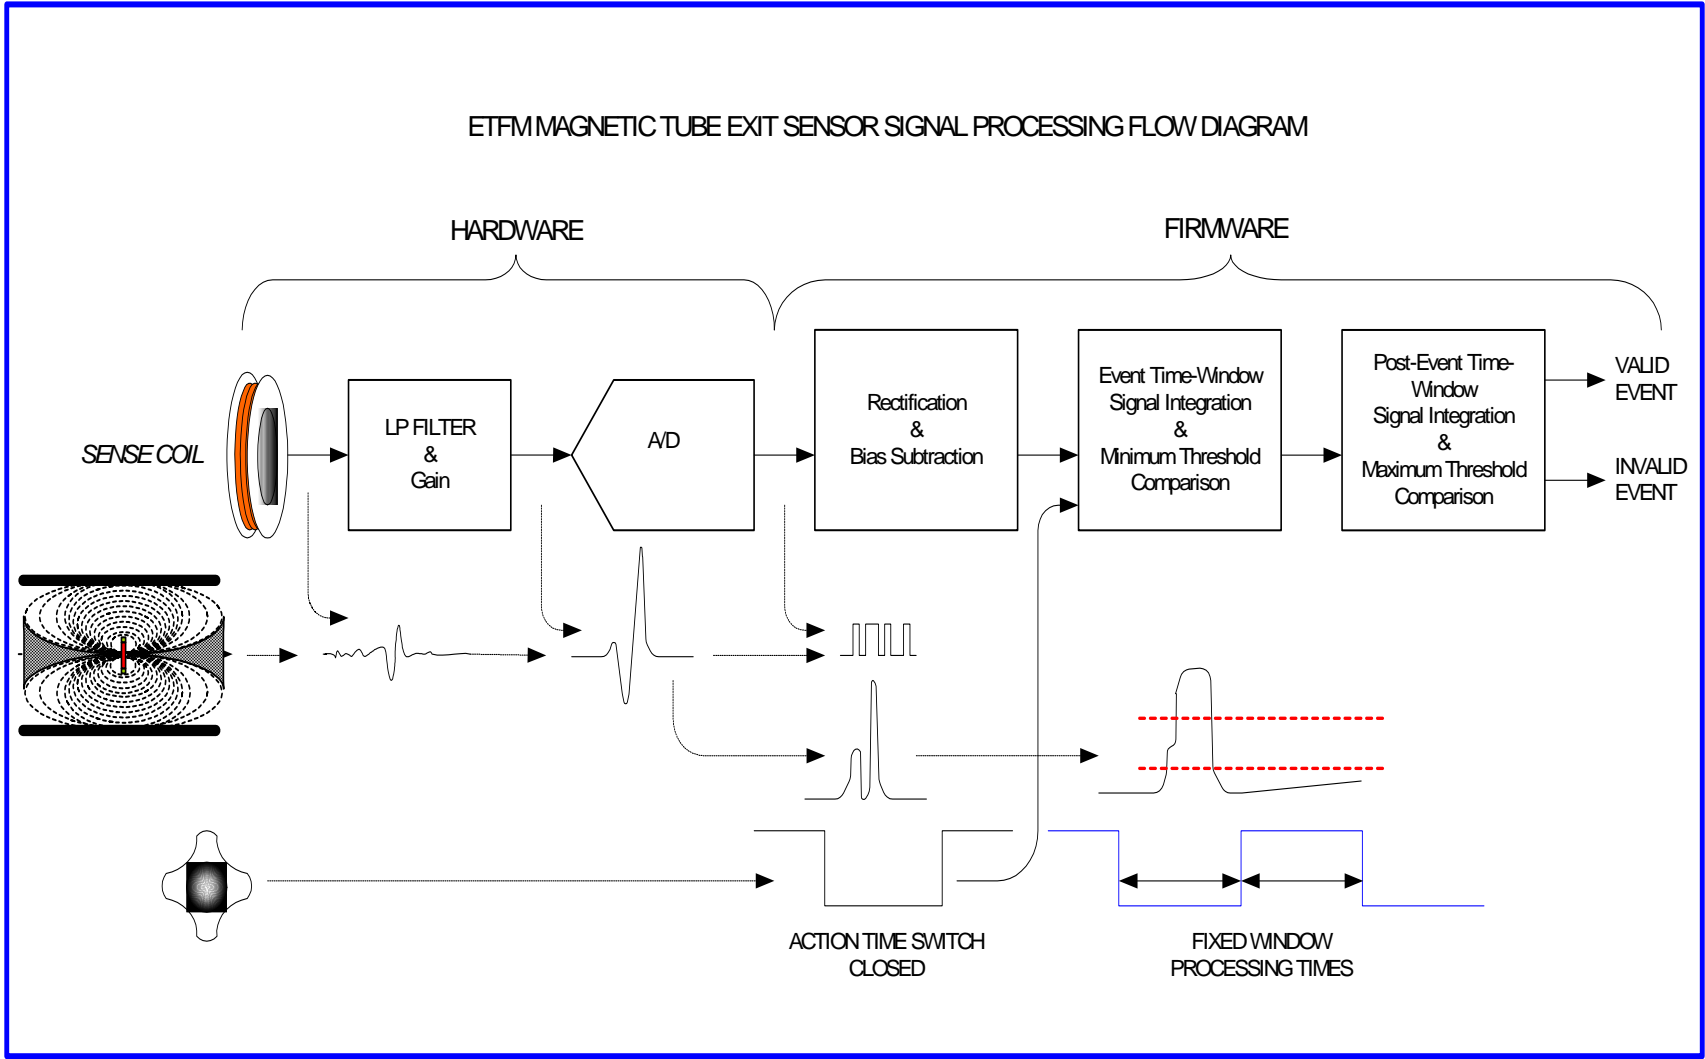 ETFM MAGNETIC TUBE EXIT SENSOR SIGNAL PROCESSING FLOW DIAGRAM
HARDWARE
FIRMWARE
SENSE COIL
LP FILTER
&
Gain
A/D
Rectification
&
Bias Subtraction
Event Time-Window
Signal Integration
&
Minimum Threshold
Comparison
Post-Event Time-
Window
Signal Integration
&
Maximum Threshold
Comparison
VALID
EVENT
INVALID
EVENT
ACTION TIME SWITCH
CLOSED
FIXED WINDOW
PROCESSING TIMES